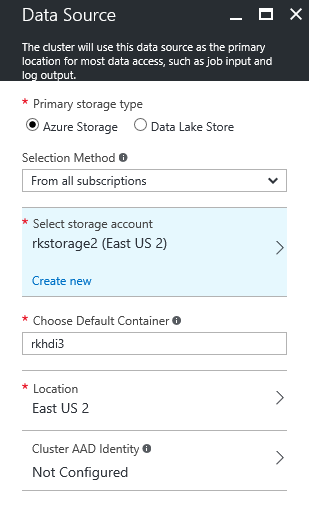 Data Source
The cluster will use this data source as the primary
location for most data access, such as job input and
log output.
* Primary storage type
Azure Storage Data Lake Store
Selection Method
From all subscriptions
* Select storage account
rkstorage2 (East US 2)
Create new
* Choose Default Container
rkhdi3
* Location
East US 2
Cluster AAD Identity
Not Configured